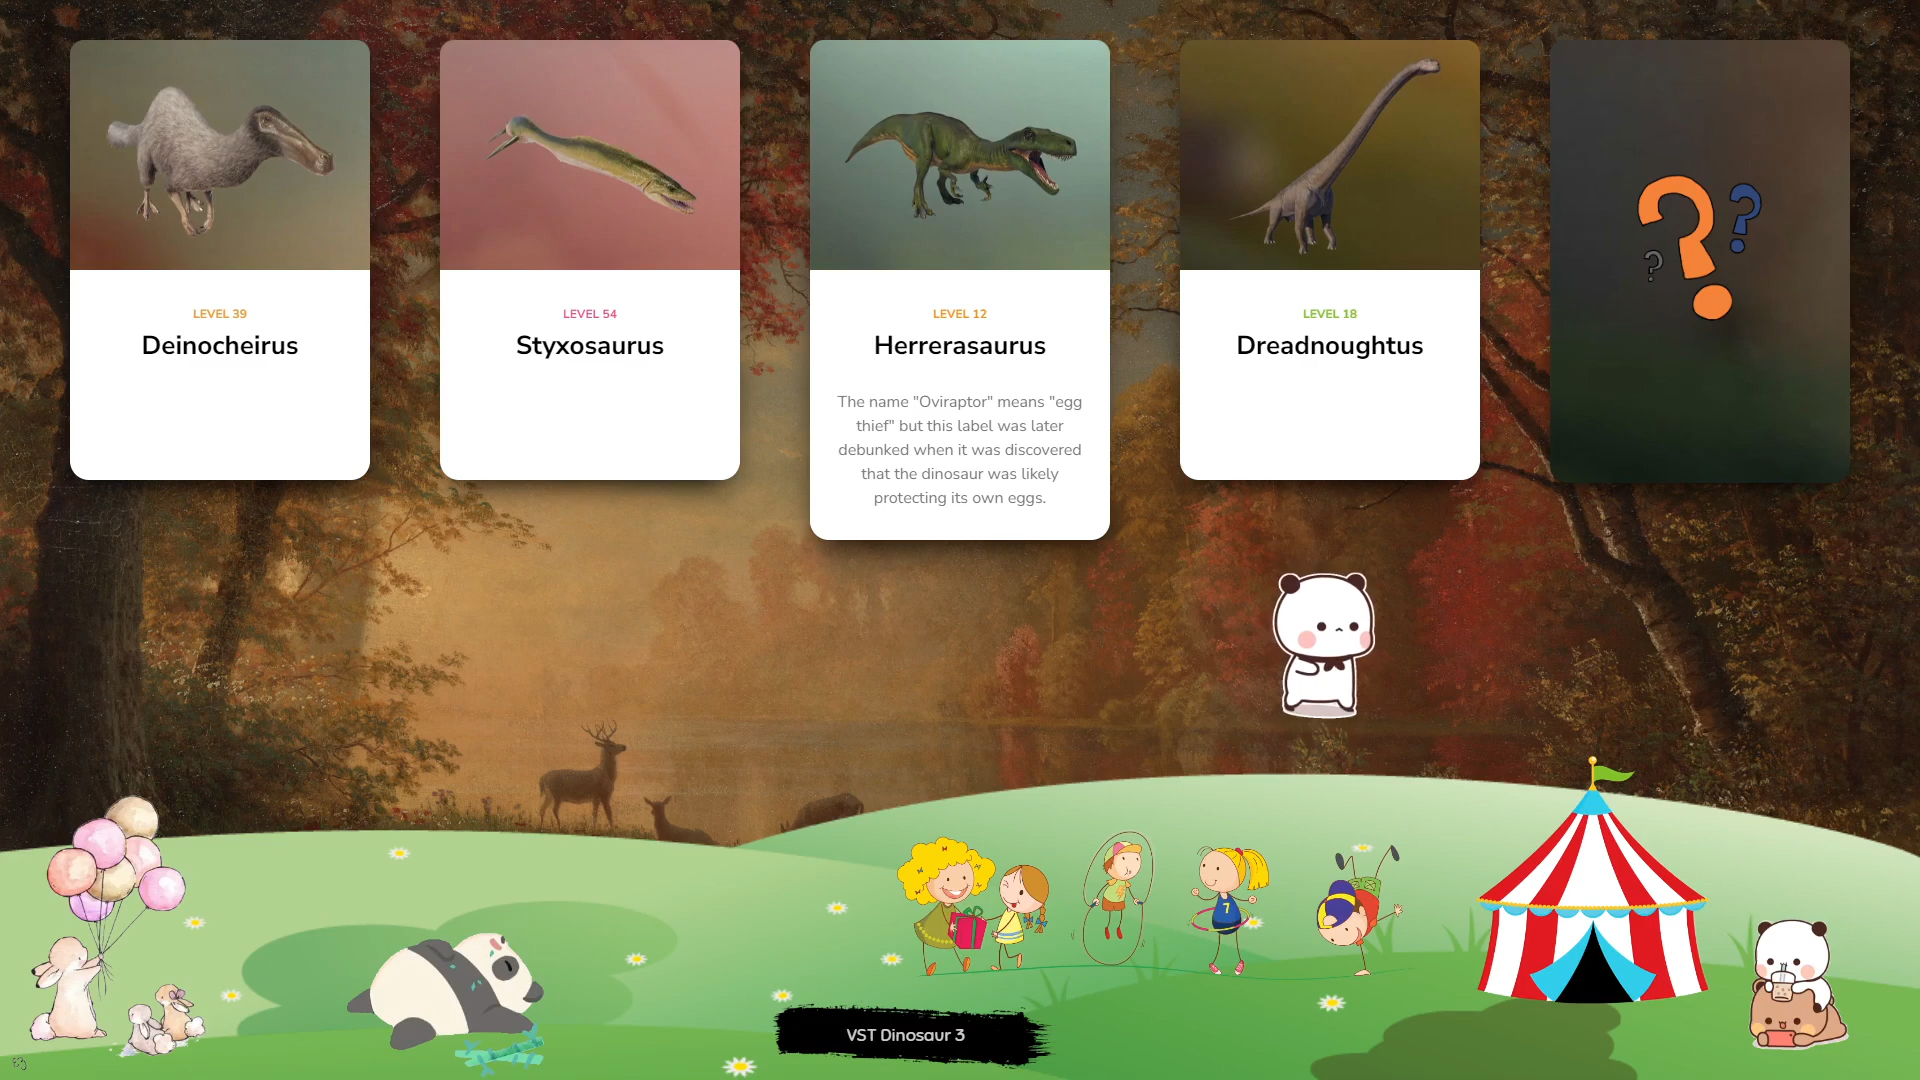 LEVEL 39
Deinocheirus
LEVEL 54
Styxosaurus
LEVEL 12
Herrerasaurus
The name "Oviraptor" means "egg
thief" but this label was later
debunked when it was discovered
that the dinosaur was likely
protecting its own eggs.
LEVEL 18
Dreadnoughtus
? ? ?
7
VST Dinosaur 3